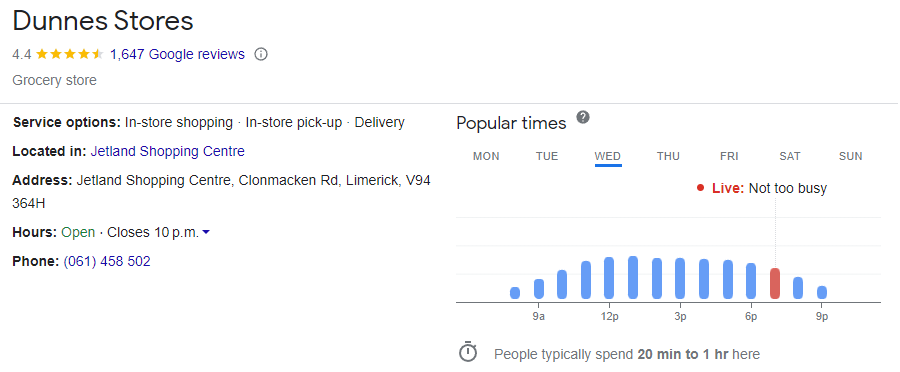 Dunnes Stores
4.4 1,647 Google reviews
Grocery store
Service options: In-store shopping · In-store pick-up · Delivery
Located in: Jetland Shopping Centre
Address: Jetland Shopping Centre, Clonmacken Rd, Limerick, V94
364H
Hours: Open · Closes 10 p.m.
Phone: (061) 458 502
Popular times
MON TUE WED THU FRI SAT SUN
Live: Not too busy
9a 12p 3p 6p 9p
People typically spend 20 min to 1 hr here